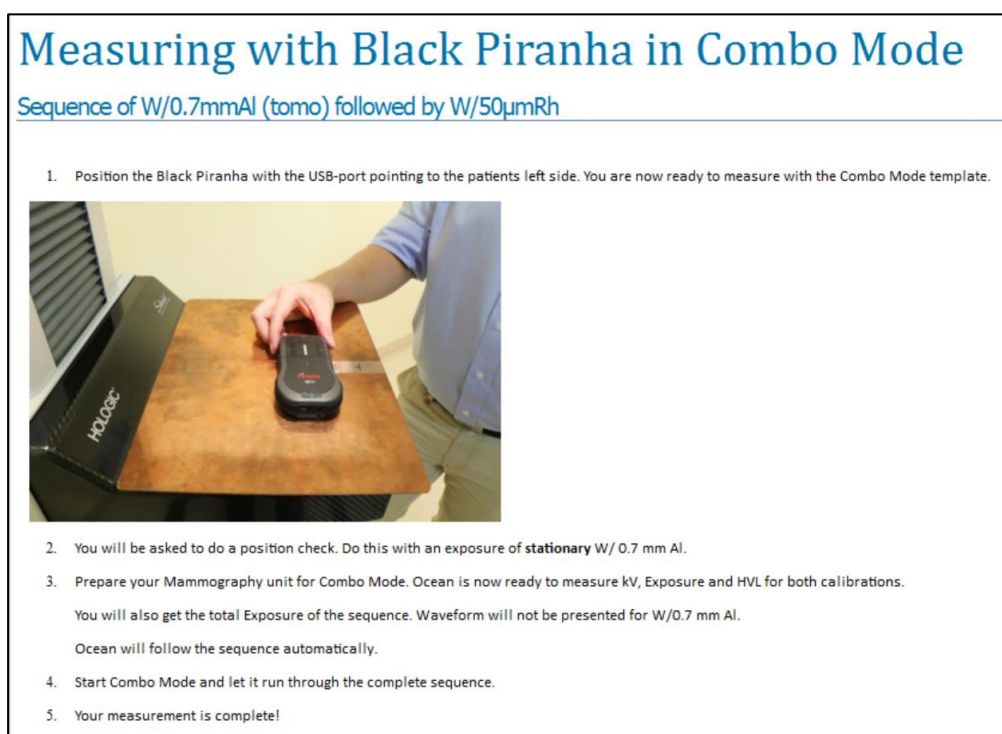 Measuring with Black Piranha in Combo Mode
Sequence of W/0.7mmAl (tomo) followed by W/50µmRh
1. Position the Black Piranha with the USB-port pointing to the patients left side. You are now ready to measure with the Combo Mode template.
HOLOGIC
Piranha
2. You will be asked to do a position check. Do this with an exposure of stationary W/ 0.7 mm Al.
3. Prepare your Mammography unit for Combo Mode. Ocean is now ready to measure kV, Exposure and HVL for both calibrations.
You will also get the total Exposure of the sequence. Waveform will not be presented for W/0.7 mm Al.
Ocean will follow the sequence automatically.
4. Start Combo Mode and let it run through the complete sequence.
5. Your measurement is complete!